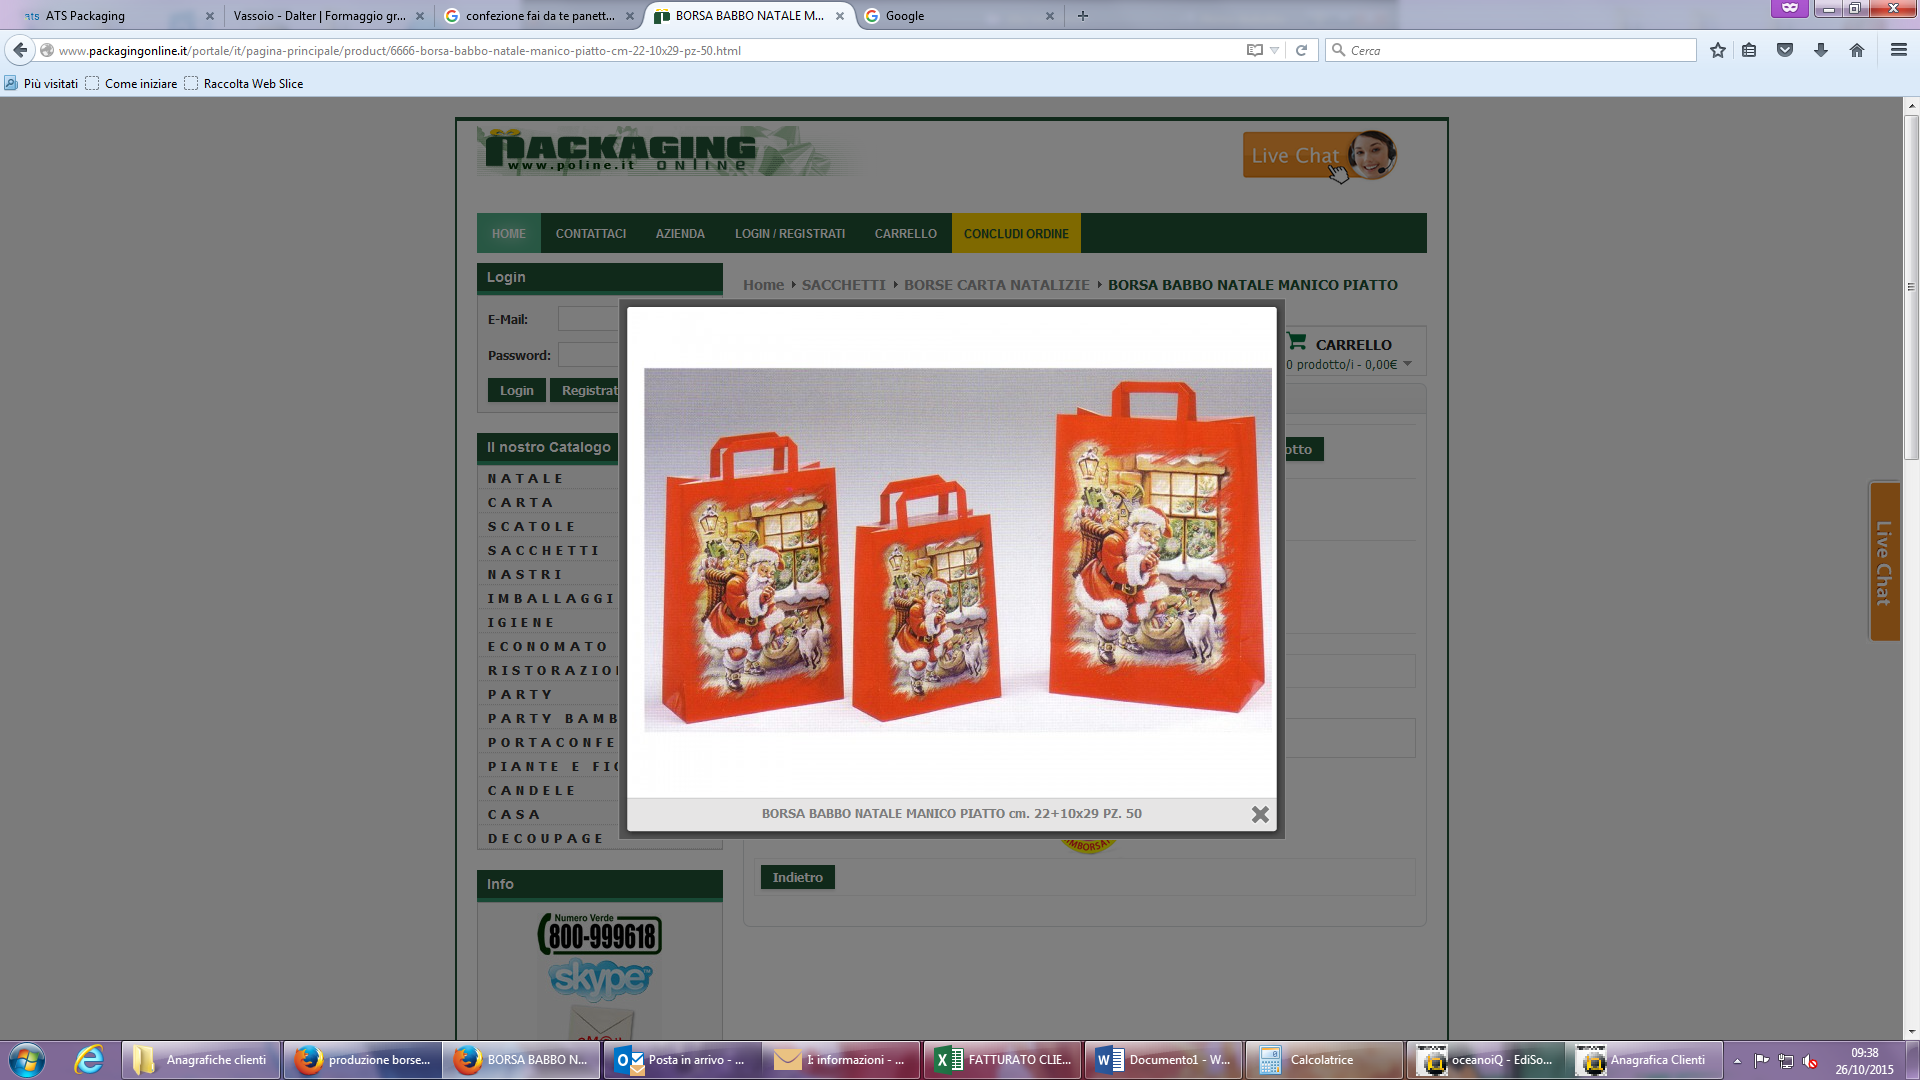 ATS Packaging
Vassoio - Dalter | Formaggio gr...
confezione fai da te panett...
BORSA BABBO NATALE M...
Google
www.packagingonline.it/portale/it/pagina-principale/product/6666-borsa-babbo-natale-manico-piatto-cm-22-10x29-pz-50.html
Cerca
Più visitati
Come iniziare
Raccolta Web Slice
PACKAGING
www.poline.it ONLINE
Live Chat
HOME
CONTATTACI
AZIENDA
LOGIN / REGISTRATI
CARRELLO
CONCLUDI ORDINE
Login
Home
SACCHETTI
BORSE CARTA NATALIZIE
BORSA BABBO NATALE MANICO PIATTO
E-Mail:
Password:
Login
Registrat
CARRELLO
0 prodotto/i - 0,00€
otto
Il nostro Catalogo
NATALE
CARTA
SCATOLE
SACCHETTI
NASTRI
IMBALLAGGI
IGIENE
ECONOMATO
RISTORAZIO
PARTY
PARTY BAMB
PORTACONFE
PIANTE E FIO
CANDELE
CASA
DECOUPAGE
Live Chat
BORSA BABBO NATALE MANICO PIATTO cm. 22+10x29 PZ. 50
Indietro
Info
Numero Verde
800-999618
skype
09:38
26/10/2015
Anagrafiche clienti
produzione borse...
BORSA BABBO N...
Posta in arrivo - ...
I: informazioni - ...
FATTURATO CLIE...
Documento1 - W...
Calcolatrice
oceanoiQ - EdiSo...
Anagrafica Clienti